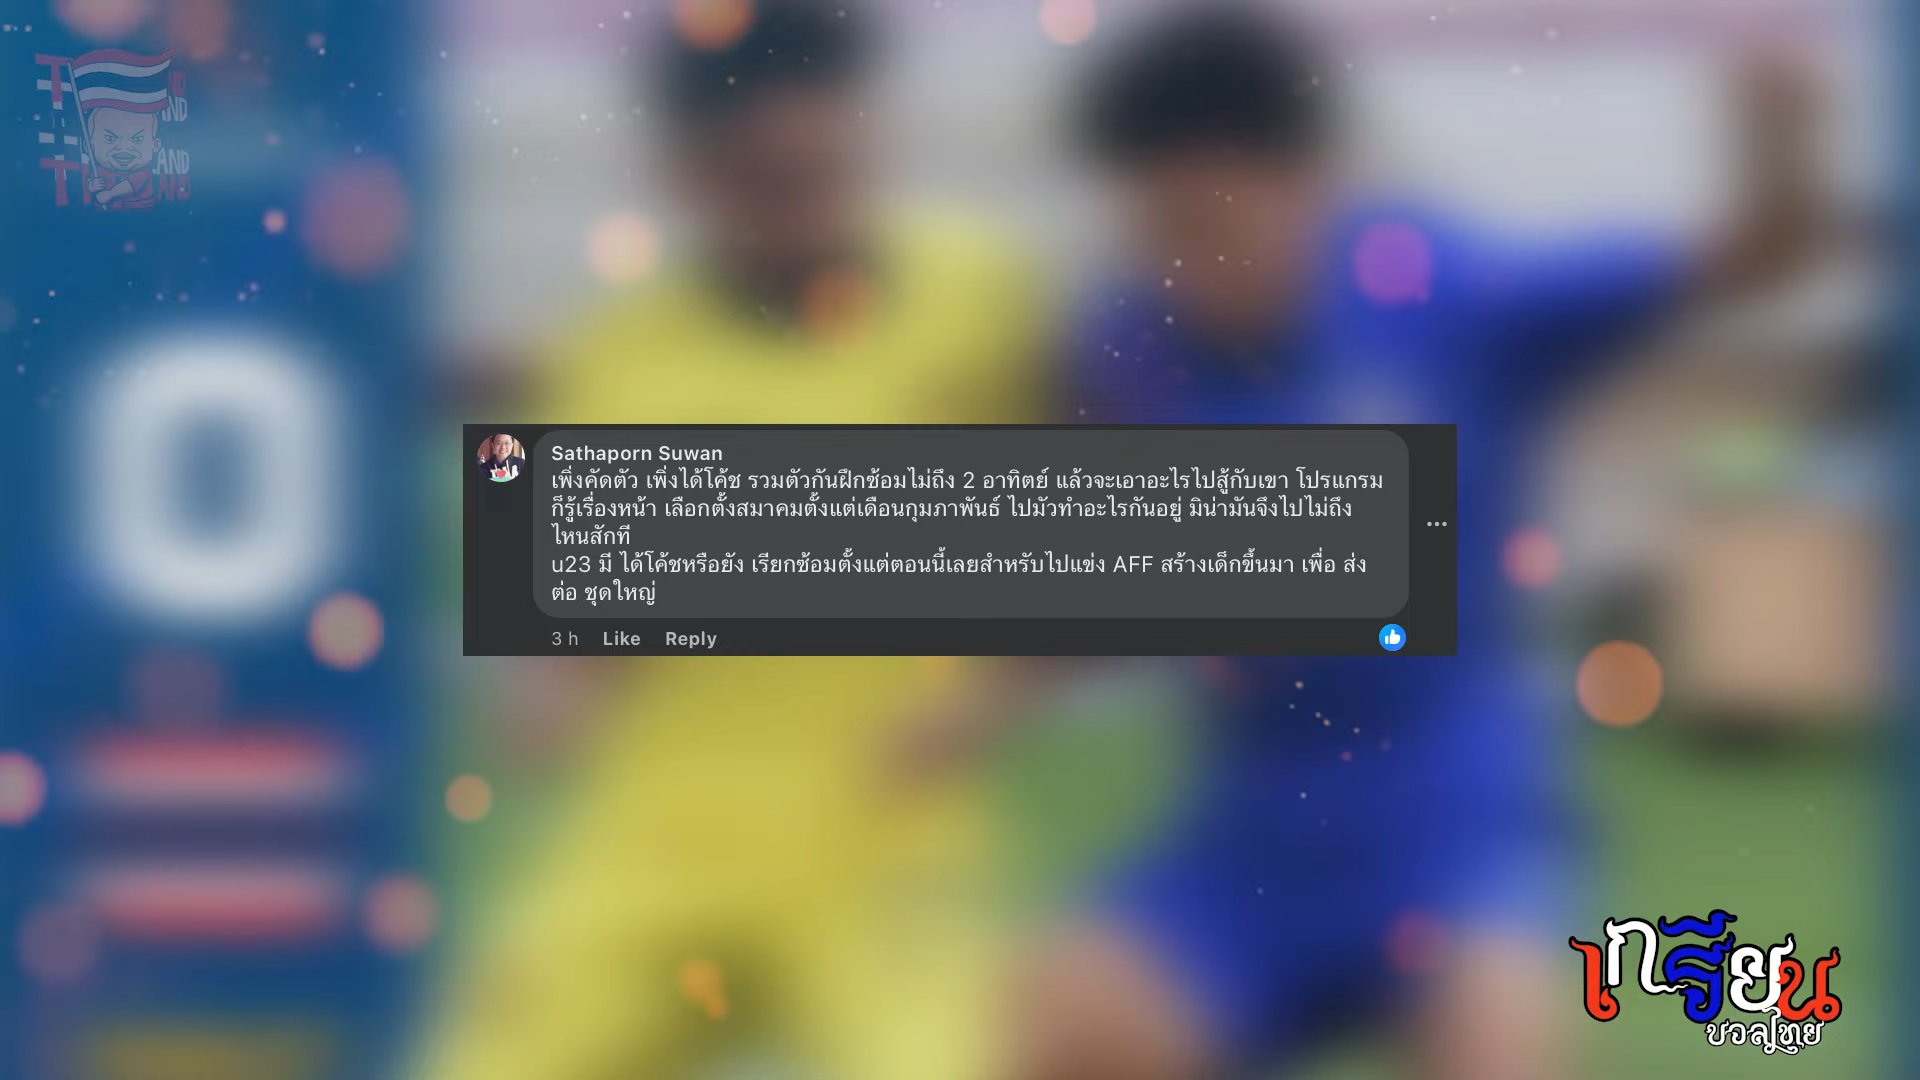 Sathaporn Suwan
เพิ่งคัดตัว เพิ่งได้โค้ช รวมตัวกันฝึกซ้อมไม่ถึง 2 อาทิตย์ แล้วจะเอาอะไรไปสู้กับเขา โปรแกรม
ก็รู้เรื่องหน้า เลือกตั้งสมาคมตั้งแต่เดือนกุมภาพันธ์ ไปมัวทำอะไรกันอยู่ มิน่ามันจึงไปไม่ถึง
ไหนสักที
u23 มี ได้โค้ชหรือยัง เรียกซ้อมตั้งแต่ตอนนี้เลยสำหรับไปแข่ง AFF สร้างเด็กขึ้นมา เพื่อ ส่ง
ต่อ ชุดใหญ่
3 h Like Reply
เกรียน
บอลไทย